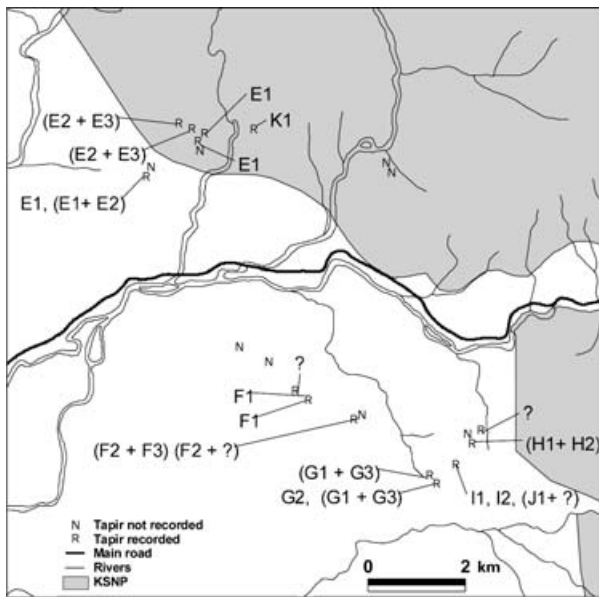 E1
(E2 + E3) R
R R K1
R
(E2 + E3) R
N
E1
N
R
N
N
E1, (E1+ E2)
N
N
?
R
F1 R
F1
N
R
?
N R
R
(F2 + F3) (F2 + ?)
(H1+ H2)
R
(G1 + G3) R
R
G2, (G1 + G3)
I1, I2, (J1+ ?)
N Tapir not recorded
R Tapir recorded
Main road
Rivers
KSNP
0 2 km